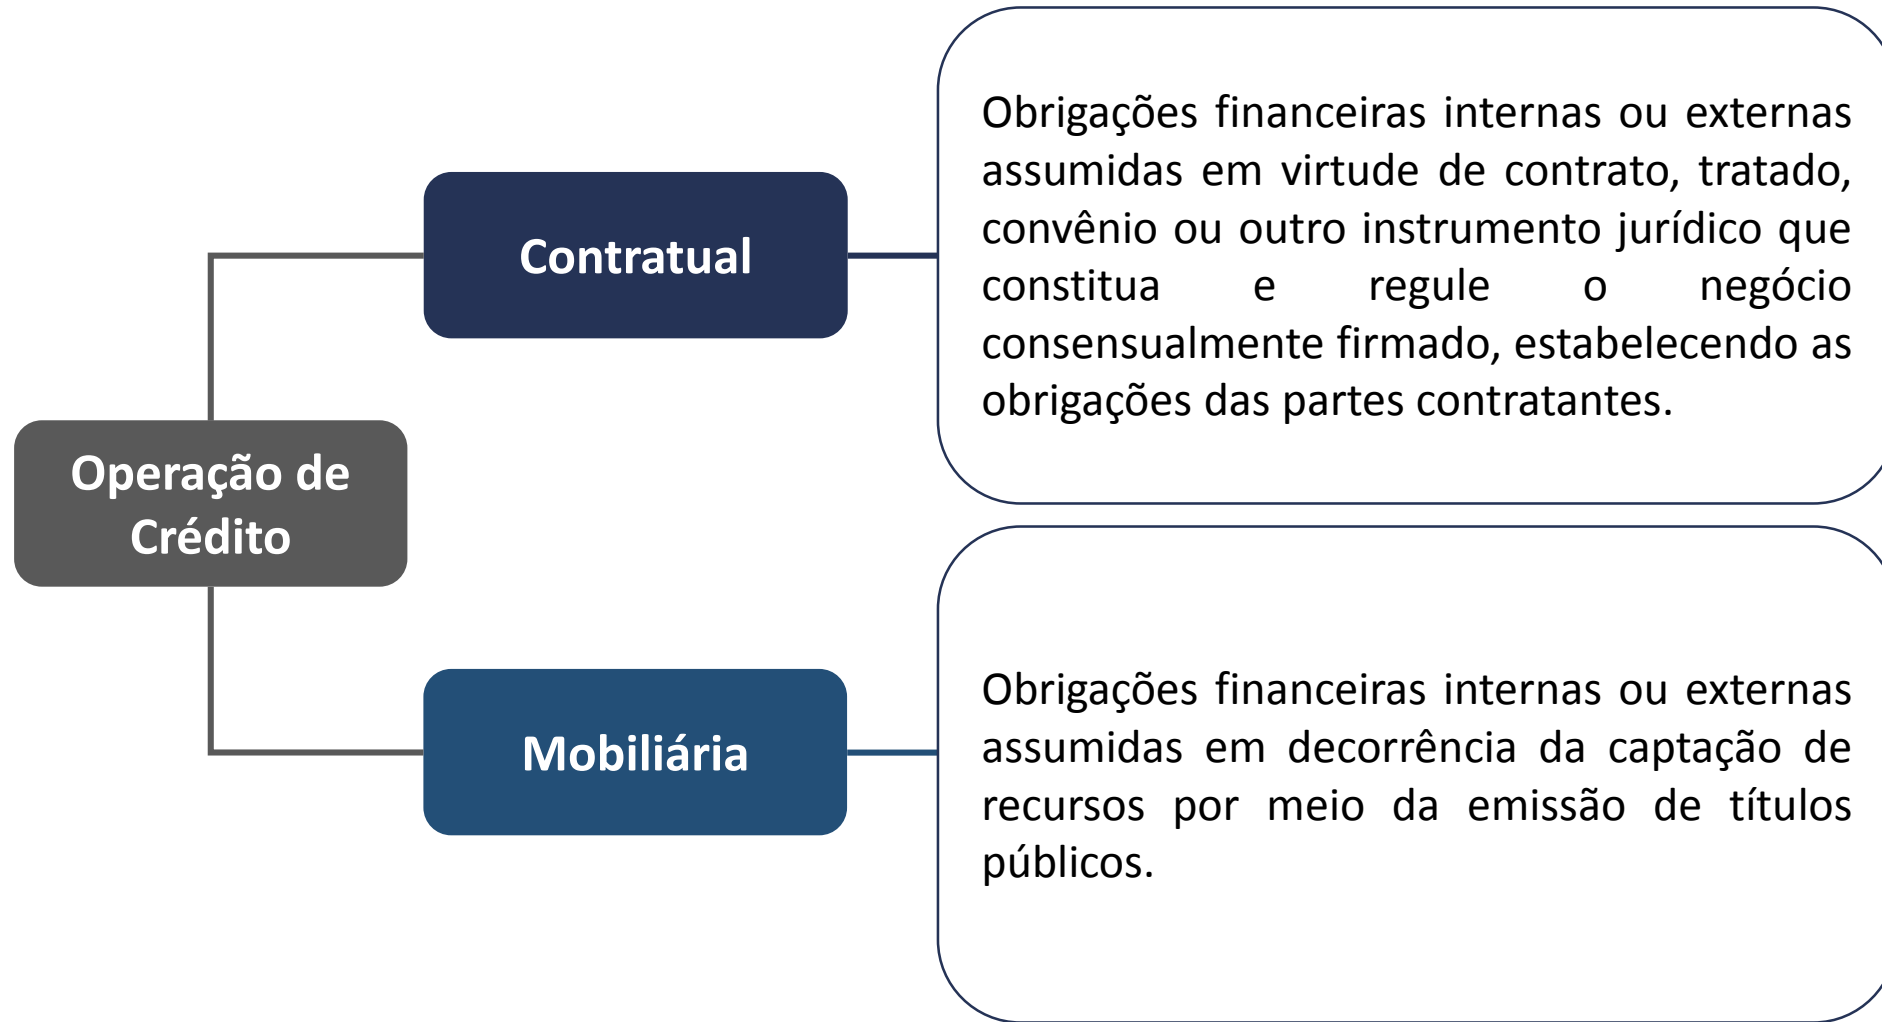 Operação de
Crédito
Contratual
Obrigações financeiras internas ou externas
assumidas em virtude de contrato, tratado,
convênio ou outro instrumento jurídico que
constitua e regule o negócio
consensualmente firmado, estabelecendo as
obrigações das partes contratantes.
Mobiliária
Obrigações financeiras internas ou externas
assumidas em decorrência da captação de
recursos por meio da emissão de títulos
públicos.